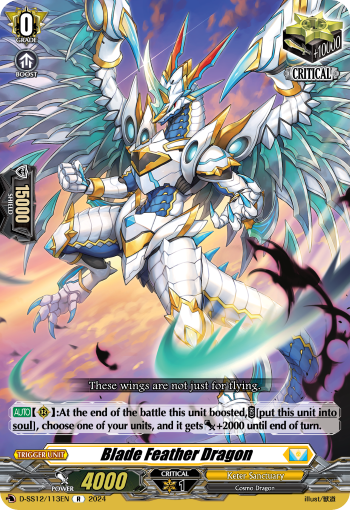 0
GRADE
BOOST
+10000
CRITICAL
15000
SHIELD
These wings are not just for flying.
AUTO【 】:At the end of the battle this unit boosted, [put this unit into
soul], choose one of your units, and it gets +2000 until end of turn.
TRIGGER UNIT
Blade Feather Dragon
POWER
4000
CRITICAL
1
Keter Sanctuary
Cosmo Dragon
D-SS12/113EN R 2024
illust/獣道